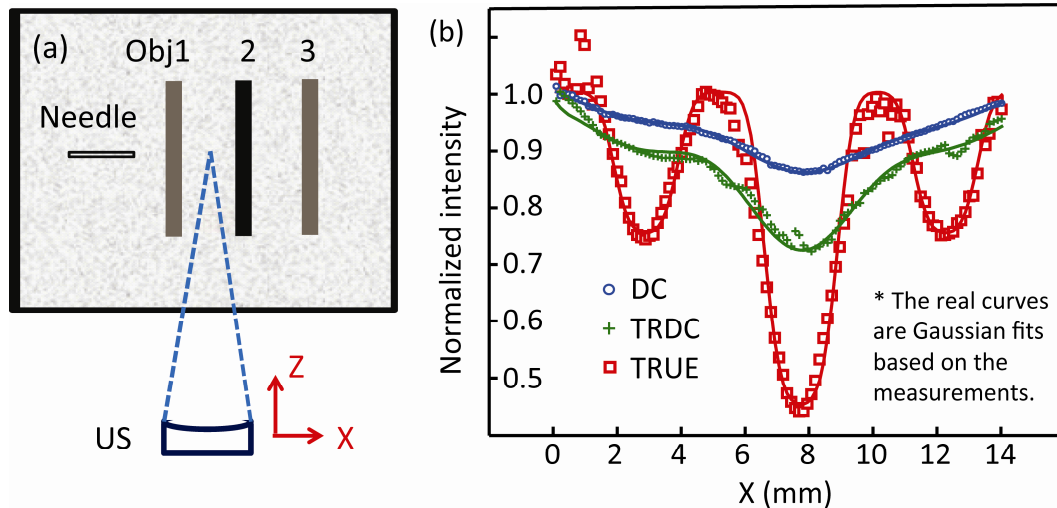 (a)
Obj1 2 3
Needle
US
Z
X
(b)
Normalized intensity
1.0
0.9
0.8
0.7
0.6
0.5
DC
TRDC
TRUE
* The real curves
are Gaussian fits
based on the
measurements.
0 2 4 6 8 10 12 14
X (mm)